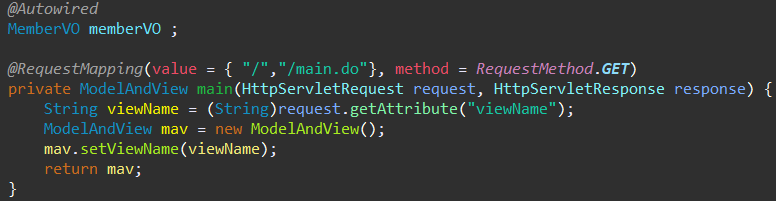 @Autowired
MemberVO memberVO ;

@RequestMapping(value = { "/","/main.do"}, method = RequestMethod.GET)
private ModelAndView main(HttpServletRequest request, HttpServletResponse response) {
    String viewName = (String)request.getAttribute("viewName");
    ModelAndView mav = new ModelAndView();
    mav.setViewName(viewName);
    return mav;
}